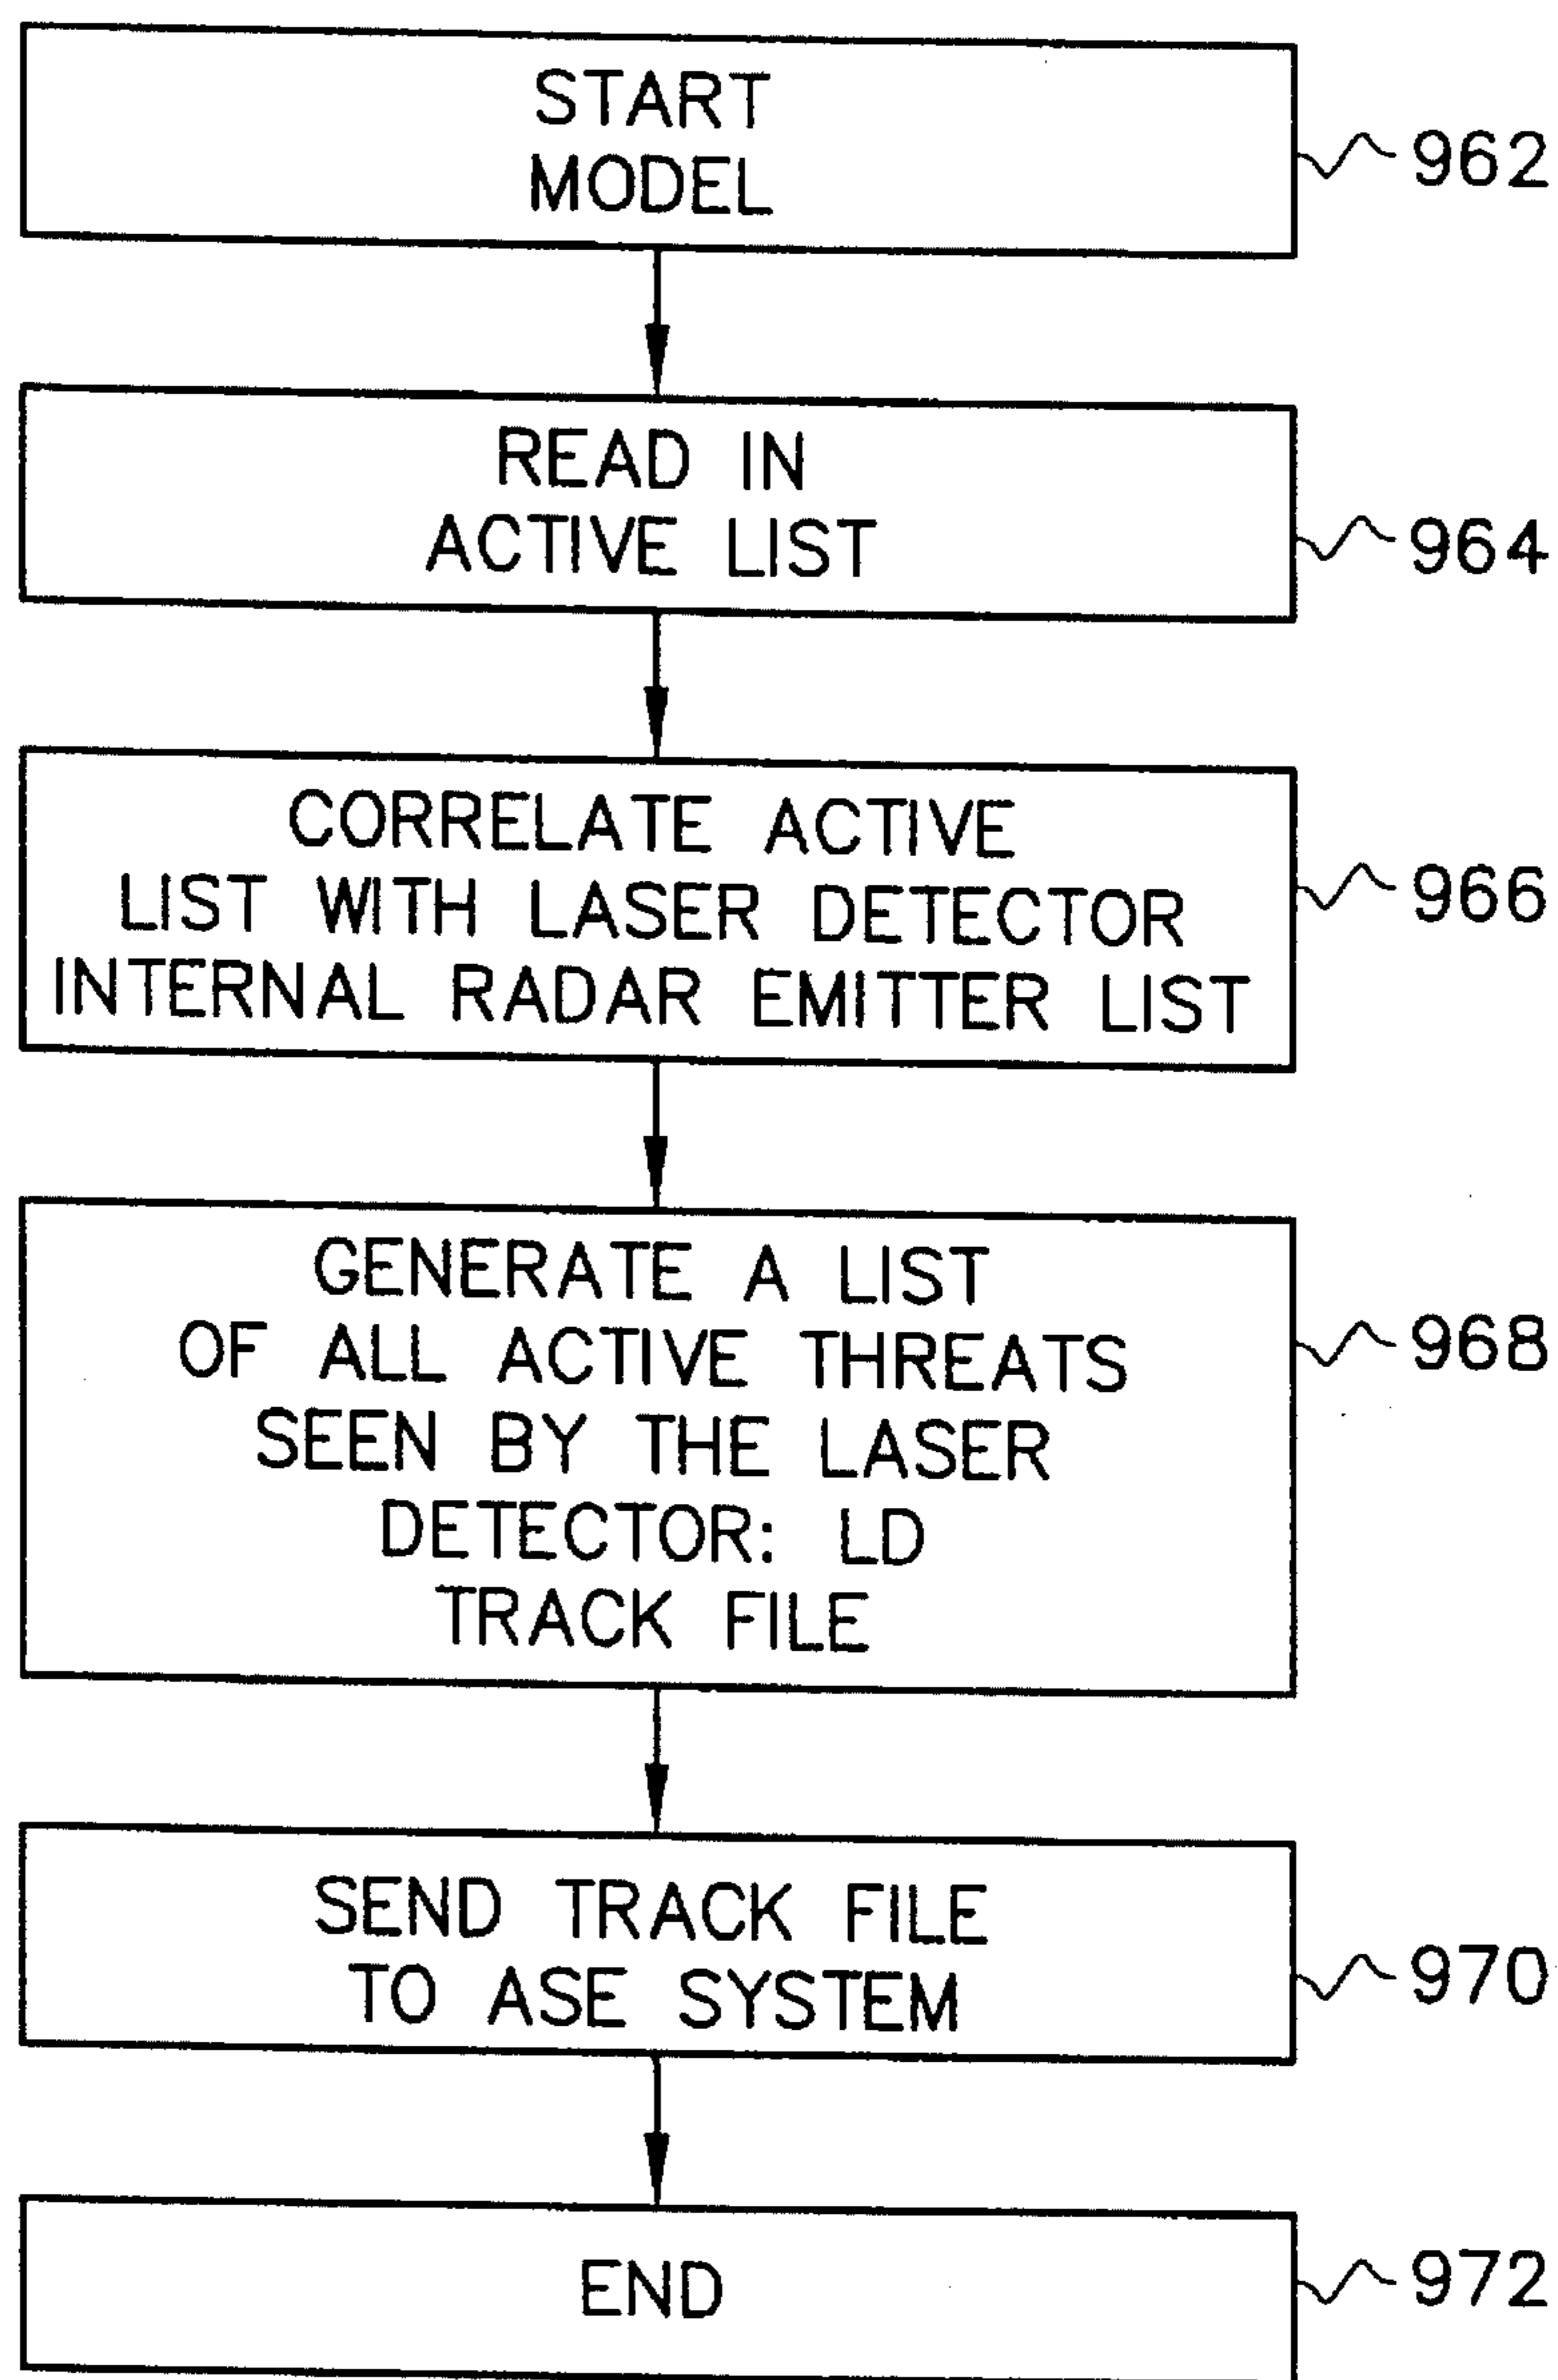 START
MODEL
962
READ IN
ACTIVE LIST
964
CORRELATE ACTIVE
LIST WITH LASER DETECTOR
INTERNAL RADAR EMITTER LIST
966
GENERATE A LIST
OF ALL ACTIVE THREATS
SEEN BY THE LASER
DETECTOR: LD
TRACK FILE
968
SEND TRACK FILE
TO ASE SYSTEM
970
END
972